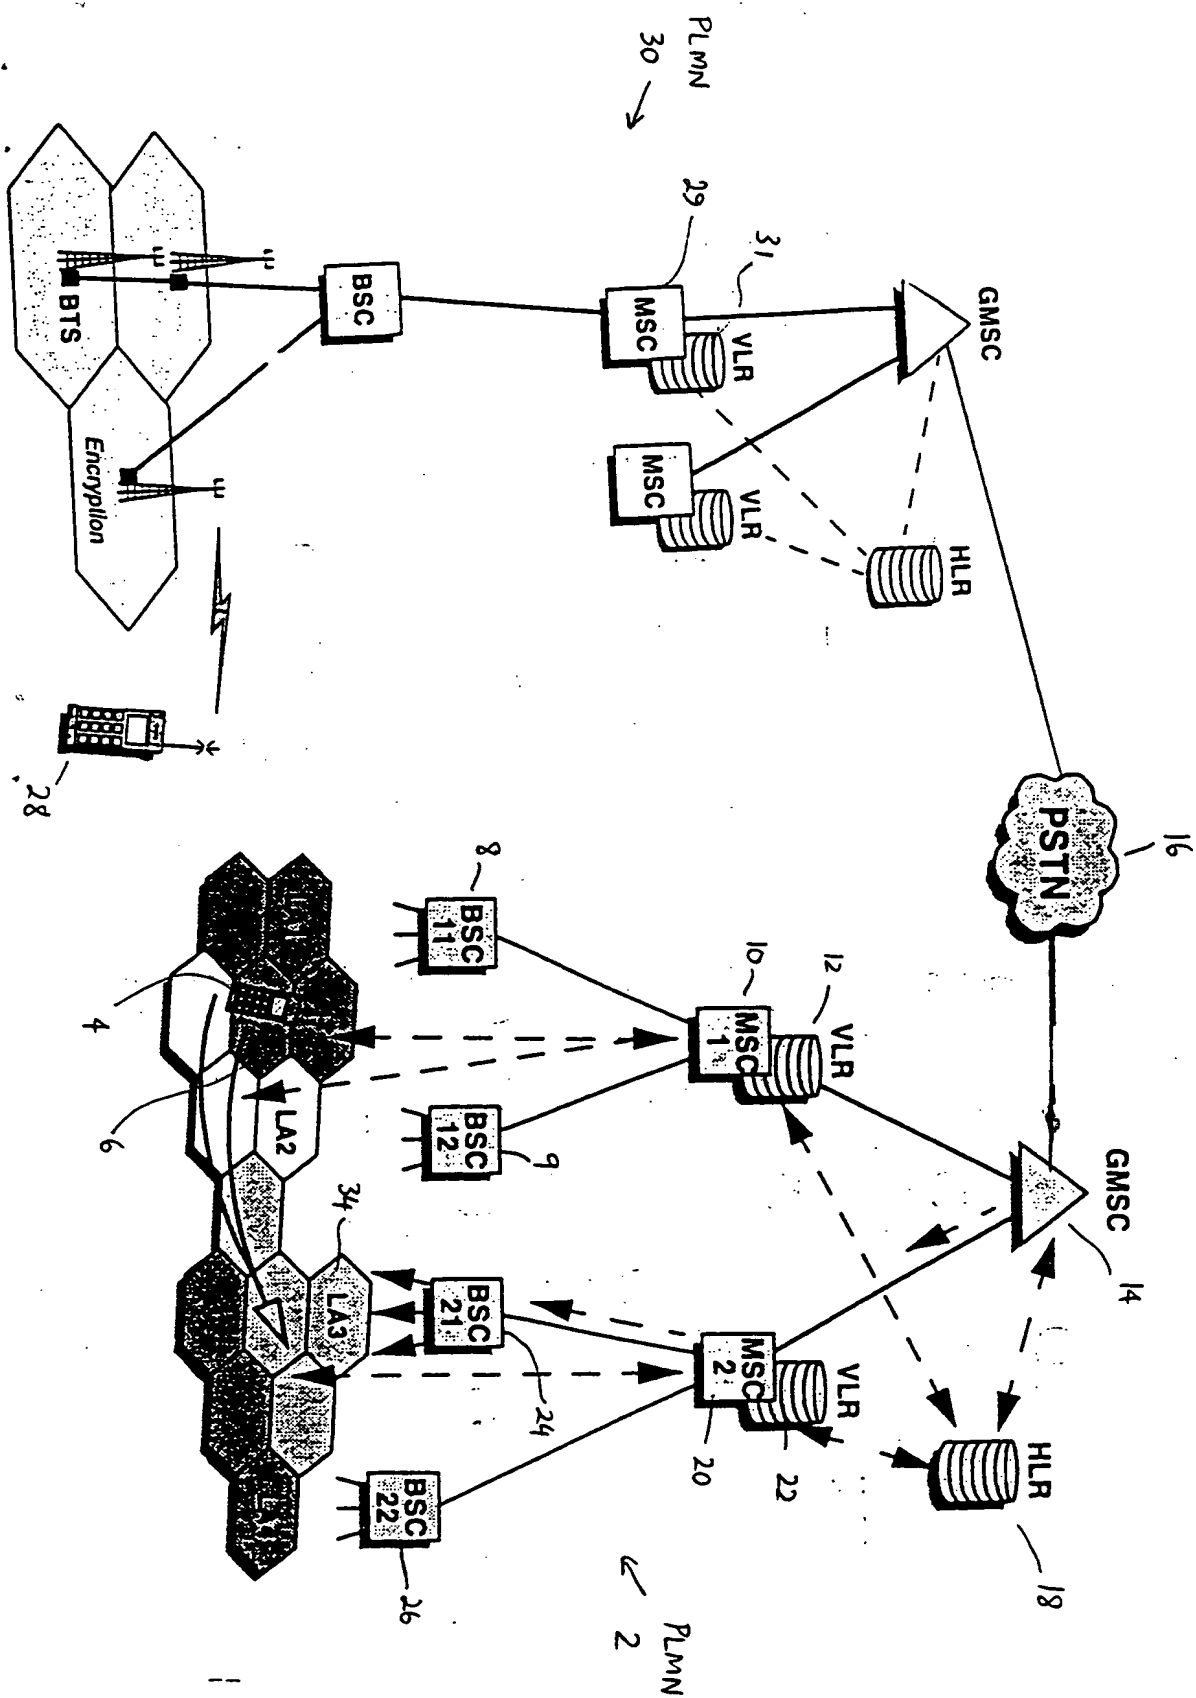 PLMN
30
GMSC
29
31
VLR
MSC
VLR
MSC
HLR
BSC
BTS
Encryption
28
PSTN
16
GMSC
14
HLR
18
VLR
12
10
MSC
1
VLR
22
MSC
2
20
8
BSC
11
BSC
12
9
BSC
21
24
BSC
22
26
4
6
LA2
34
LA3
PLMN
2